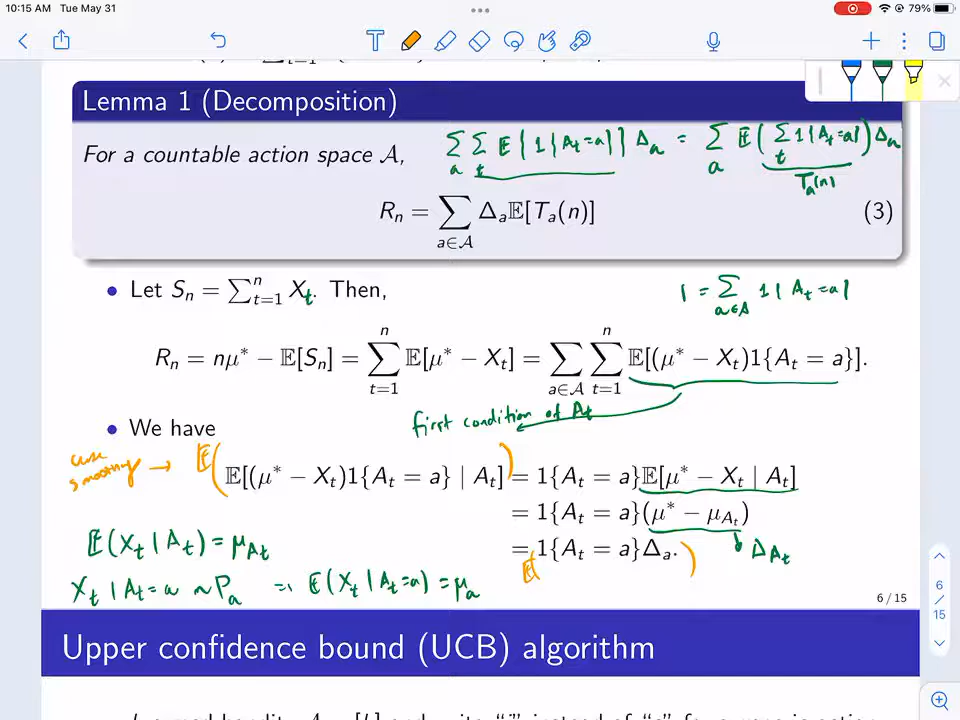 10:15 AM Tue May 31
79%
Lemma 1 (Decomposition)
∑_a ∑_t E[1{A_t=a}] Δ_a = ∑_a E(∑_t 1{A_t=a}) Δ_a
T_a(n)
For a countable action space 𝒜,
R_n = ∑_{a∈𝒜} Δ_a 𝔼[T_a(n)] (3)
• Let S_n = ∑_{t=1}^n X_t. Then,
1 = ∑_{a∈A} 1{A_t=a}
R_n = nμ* − 𝔼[S_n] = ∑_{t=1}^n 𝔼[μ* − X_t] = ∑_{a∈𝒜} ∑_{t=1}^n 𝔼[(μ* − X_t)1{A_t = a}].
first condition of A_t
• We have
use smoothing → E( 𝔼[(μ* − X_t)1{A_t = a} | A_t] ) = 1{A_t = a}𝔼[μ* − X_t | A_t]
= 1{A_t = a}(μ* − μ_{A_t})
E(X_t | A_t) = μ_{A_t}
= E( 1{A_t = a}Δ_a. )
Δ_{A_t}
X_t | A_t=a ~ P_a ⇒ E(X_t | A_t=a) = μ_a
6 / 15
6
/
15
Upper confidence bound (UCB) algorithm